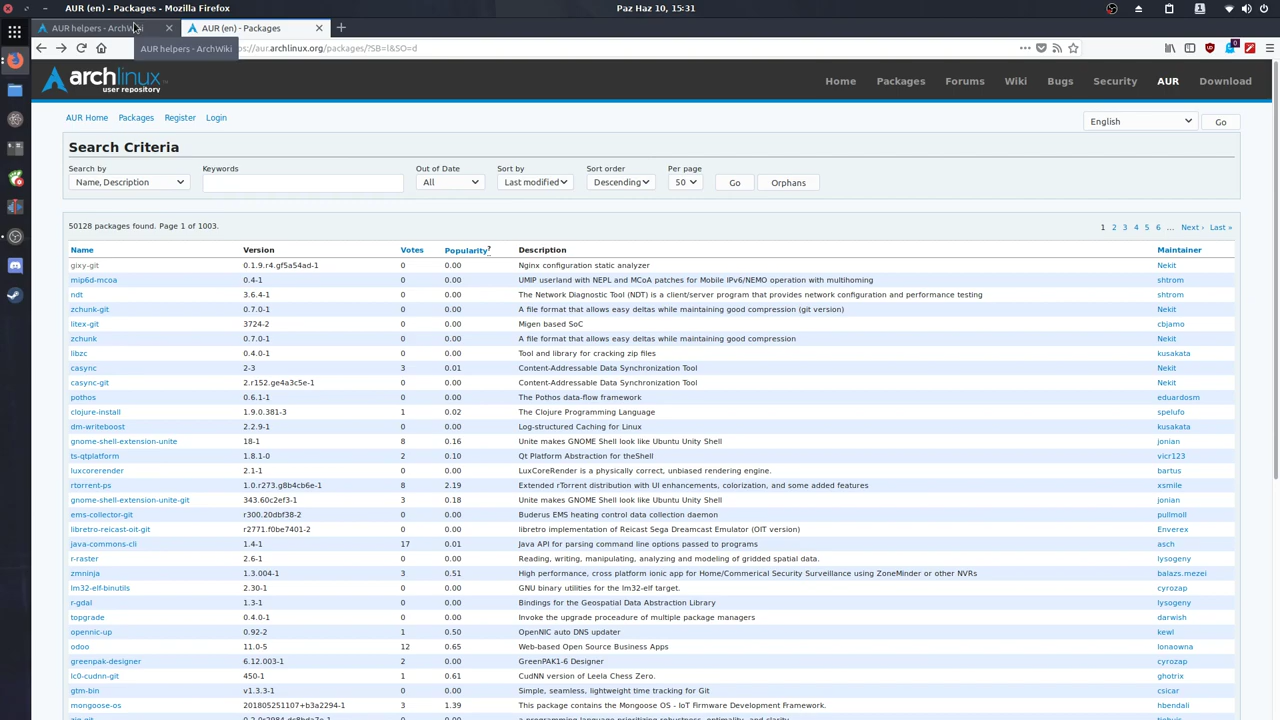 AUR (en) - Packages - Mozilla Firefox
Paz Haz 10, 15:31
AUR helpers - ArchWiki
AUR (en) - Packages
AUR helpers - ArchWiki
aur.archlinux.org/packages/?SB=l&SO=d
archlinux
user repository
Home Packages Forums Wiki Bugs Security AUR Download
AUR Home Packages Register Login
English Go
Search Criteria
Search by Keywords Out of Date Sort by Sort order Per page
Name, Description All Last modified Descending 50 Go Orphans
50128 packages found. Page 1 of 1003.
1 2 3 4 5 6 ... Next › Last »
Name Version Votes Popularity? Description Maintainer
gixy-git 0.1.9.r4.gf5a54ad-1 0 0.00 Nginx configuration static analyzer Nekit
mip6d-mcoa 0.4-1 0 0.00 UMIP userland with NEPL and MCoA patches for Mobile IPv6/NEMO operation with multihoming shtrom
ndt 3.6.4-1 0 0.00 The Network Diagnostic Tool (NDT) is a client/server program that provides network configuration and performance testing shtrom
zchunk-git 0.7.0-1 0 0.00 A file format that allows easy deltas while maintaining good compression (git version) Nekit
litex-git 3724-2 0 0.00 Migen based SoC cbjamo
zchunk 0.7.0-1 0 0.00 A file format that allows easy deltas while maintaining good compression Nekit
libzc 0.4.0-1 0 0.00 Tool and library for cracking zip files kusakata
casync 2-3 3 0.01 Content-Addressable Data Synchronization Tool Nekit
casync-git 2.r152.ge4a3c5e-1 0 0.00 Content-Addressable Data Synchronization Tool Nekit
pothos 0.6.1-1 0 0.00 The Pothos data-flow framework eduardosm
clojure-install 1.9.0.381-3 1 0.02 The Clojure Programming Language spelufo
dm-writeboost 2.2.9-1 0 0.00 Log-structured Caching for Linux kusakata
gnome-shell-extension-unite 18-1 8 0.16 Unite makes GNOME Shell look like Ubuntu Unity Shell jonian
ts-qtplatform 1.8.1-0 2 0.10 Qt Platform Abstraction for theShell vicr123
luxcorerender 2.1-1 0 0.00 LuxCoreRender is a physically correct, unbiased rendering engine. bartus
rtorrent-ps 1.0.r273.g8b4cb6e-1 8 2.19 Extended rTorrent distribution with UI enhancements, colorization, and some added features xsmile
gnome-shell-extension-unite-git 343.60c2ef3-1 3 0.18 Unite makes GNOME Shell look like Ubuntu Unity Shell jonian
ems-collector-git r300.20dbf38-2 0 0.00 Buderus EMS heating control data collection daemon pullmoll
libretro-reicast-oit-git r2771.f0be7401-2 0 0.00 libretro implementation of Reicast Sega Dreamcast Emulator (OIT version) Enverex
java-commons-cli 1.4-1 17 0.01 Java API for parsing command line options passed to programs asch
r-raster 2.6-1 0 0.00 Reading, writing, manipulating, analyzing and modeling of gridded spatial data. lysogeny
zmninja 1.3.004-1 3 0.51 High performance, cross platform ionic app for Home/Commerical Security Surveillance using ZoneMinder or other NVRs balazs.mezei
lm32-elf-binutils 2.30-1 0 0.00 GNU binary utilities for the lm32-elf target. cyrozap
r-gdal 1.3-1 0 0.00 Bindings for the Geospatial Data Abstraction Library lysogeny
topgrade 0.4.0-1 0 0.00 Invoke the upgrade proceadure of multiple package managers darwish
opennic-up 0.92-2 1 0.50 OpenNIC auto DNS updater kewl
odoo 11.0-5 12 0.65 Web-based Open Source Business Apps lonaowna
greenpak-designer 6.12.003-1 2 0.00 GreenPAK1-6 Designer cyrozap
lc0-cudnn-git 450-1 1 0.61 CudNN version of Leela Chess Zero. ghotrix
gtm-bin v1.3.3-1 0 0.00 Simple, seamless, lightweight time tracking for Git csicar
mongoose-os 201805251107+b3a2294-1 3 1.39 This package contains the Mongoose OS - IoT Firmware Development Framework. hbendali